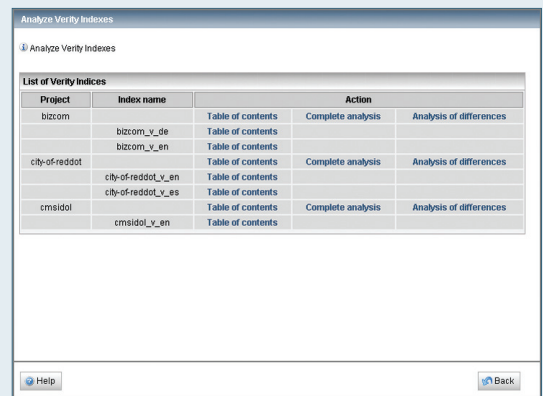 Analyze Verity Indexes
Analyze Verity Indexes
List of Verity Indices
Project Index name Action
bizcom Table of contents Complete analysis Analysis of differences
bizcom_v_de Table of contents
bizcom_v_en Table of contents
city-of-reddot Table of contents Complete analysis Analysis of differences
city-of-reddot_v_en Table of contents
city-of-reddot_v_es Table of contents
cmsidol Table of contents Complete analysis Analysis of differences
cmsidol_v_en Table of contents
Help Back